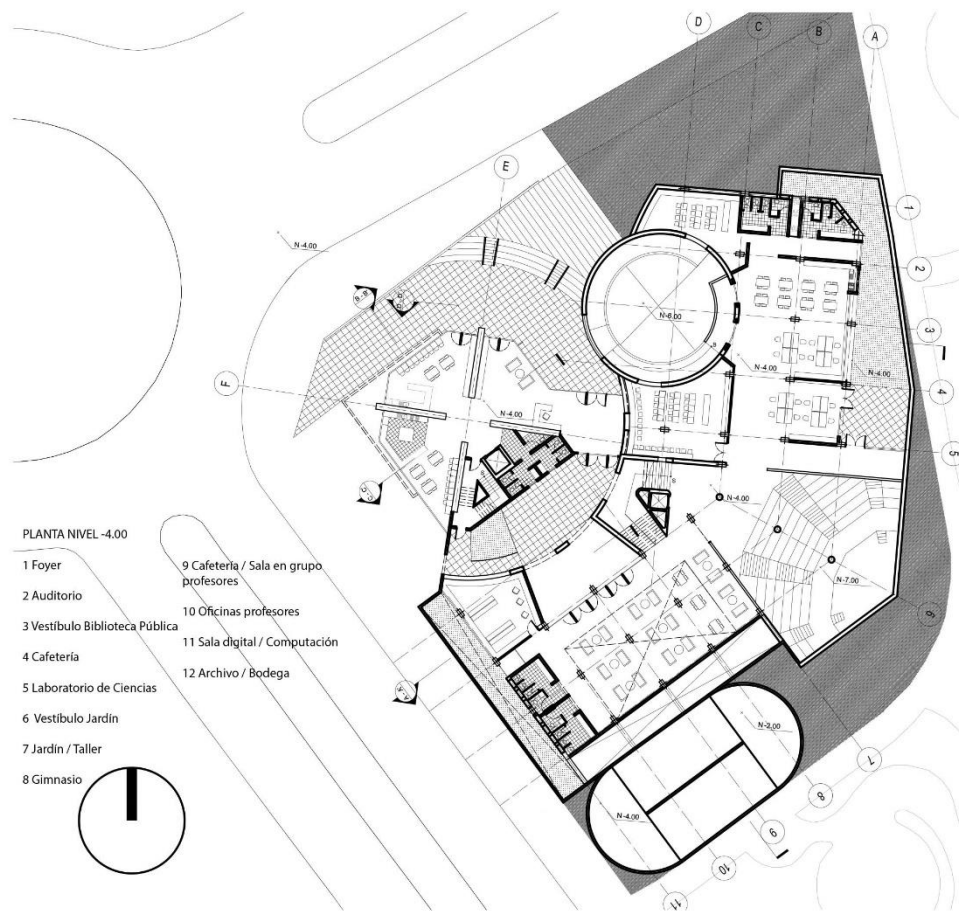 D
C
B
A
E
1
N-4.00
2
B - B
C - C
N-6.00
3
N-4.00
N-4.00
F
4
N-4.00
5
C - C
N-4.00
PLANTA NIVEL -4.00
1 Foyer
2 Auditorio
3 Vestíbulo Biblioteca Pública
4 Cafetería
5 Laboratorio de Ciencias
6 Vestíbulo Jardín
7 Jardín / Taller
8 Gimnasio
9 Cafetería / Sala en grupo
profesores
10 Oficinas profesores
11 Sala digital / Computación
12 Archivo / Bodega
N-7.00
6
A-A
N-2.00
7
8
N-4.00
9
10
11